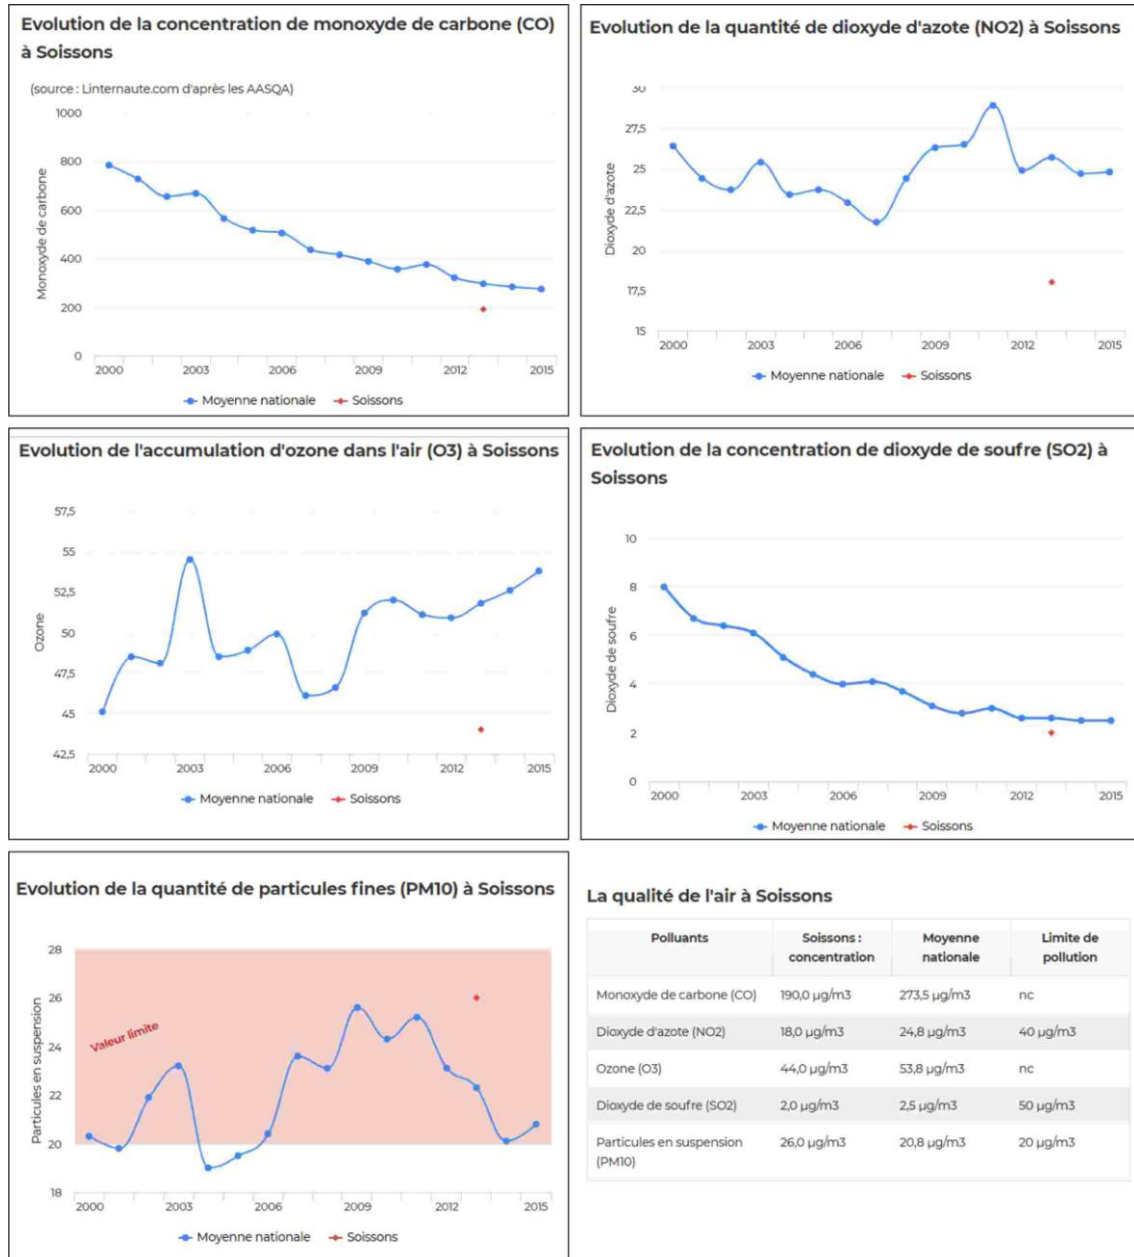 Evolution de la concentration de monoxyde de carbone (CO)
à Soissons
(source : Linternaute.com d'après les AASQA)
1000
800
600
400
200
0
Monoxyde de carbone
2000
2003
2006
2009
2012
2015
Moyenne nationale
Soissons
Evolution de la quantité de dioxyde d'azote (NO2) à Soissons
30
27,5
25
22,5
20
17,5
15
Dioxyde d'azote
2000
2003
2006
2009
2012
2015
Moyenne nationale
Soissons
Evolution de l'accumulation d'ozone dans l'air (O3) à Soissons
57,5
55
52,5
50
47,5
45
42,5
Ozone
2000
2003
2006
2009
2012
2015
Moyenne nationale
Soissons
Evolution de la concentration de dioxyde de soufre (SO2) à
Soissons
10
8
6
4
2
0
Dioxyde de soufre
2000
2003
2006
2009
2012
2015
Moyenne nationale
Soissons
Evolution de la quantité de particules fines (PM10) à Soissons
28
26
24
22
20
18
Particules en suspension
Valeur limite
2000
2003
2006
2009
2012
2015
Moyenne nationale
Soissons
La qualité de l'air à Soissons
Polluants Soissons : Moyenne Limite de
concentration nationale pollution
Monoxyde de carbone (CO) 190,0 µg/m3 273,5 µg/m3 nc
Dioxyde d'azote (NO2) 18,0 µg/m3 24,8 µg/m3 40 µg/m3
Ozone (O3) 44,0 µg/m3 53,8 µg/m3 nc
Dioxyde de soufre (SO2) 2,0 µg/m3 2,5 µg/m3 50 µg/m3
Particules en suspension 26,0 µg/m3 20,8 µg/m3 20 µg/m3
(PM10)